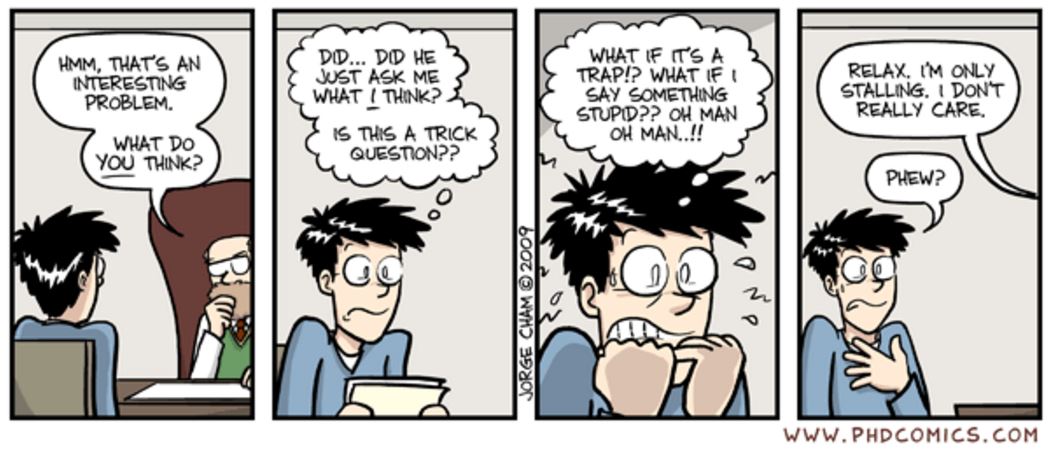 HMM, THAT'S AN
INTERESTING
PROBLEM.
WHAT DO
YOU THINK?
DID... DID HE
JUST ASK ME
WHAT I THINK?
IS THIS A TRICK
QUESTION??
WHAT IF IT'S A
TRAP!? WHAT IF I
SAY SOMETHING
STUPID?? OH MAN
OH MAN..!!
RELAX. I'M ONLY
STALLING. I DON'T
REALLY CARE.
PHEW?
JORGE CHAM © 2009
WWW.PHDCOMICS.COM